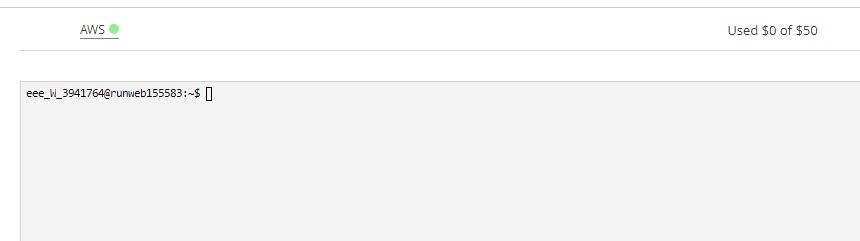 AWS
Used $0 of $50
eee_W_3941764@runweb155583:~$